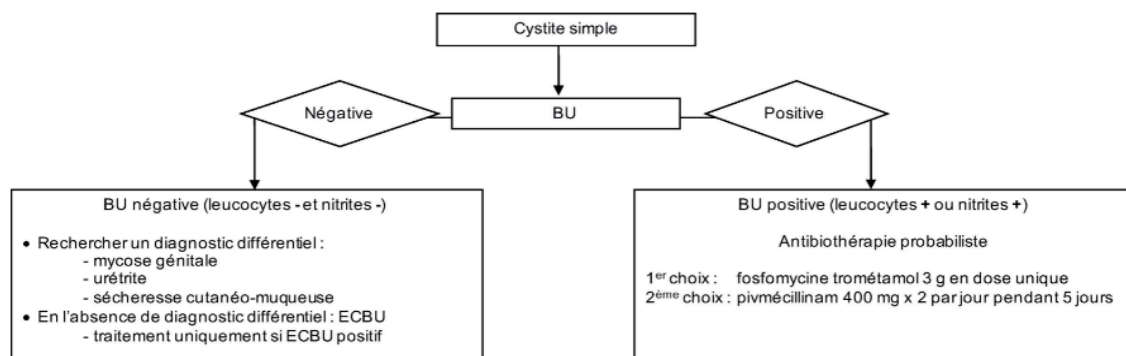 Cystite simple
Négative
BU
Positive
BU négative (leucocytes - et nitrites -)
• Rechercher un diagnostic différentiel :
- mycose génitale
- urétrite
- sécheresse cutanéo-muqueuse
• En l'absence de diagnostic différentiel : ECBU
- traitement uniquement si ECBU positif
BU positive (leucocytes + ou nitrites +)
Antibiothérapie probabiliste
1er choix : fosfomycine trométamol 3 g en dose unique
2ème choix : pivmécillinam 400 mg x 2 par jour pendant 5 jours